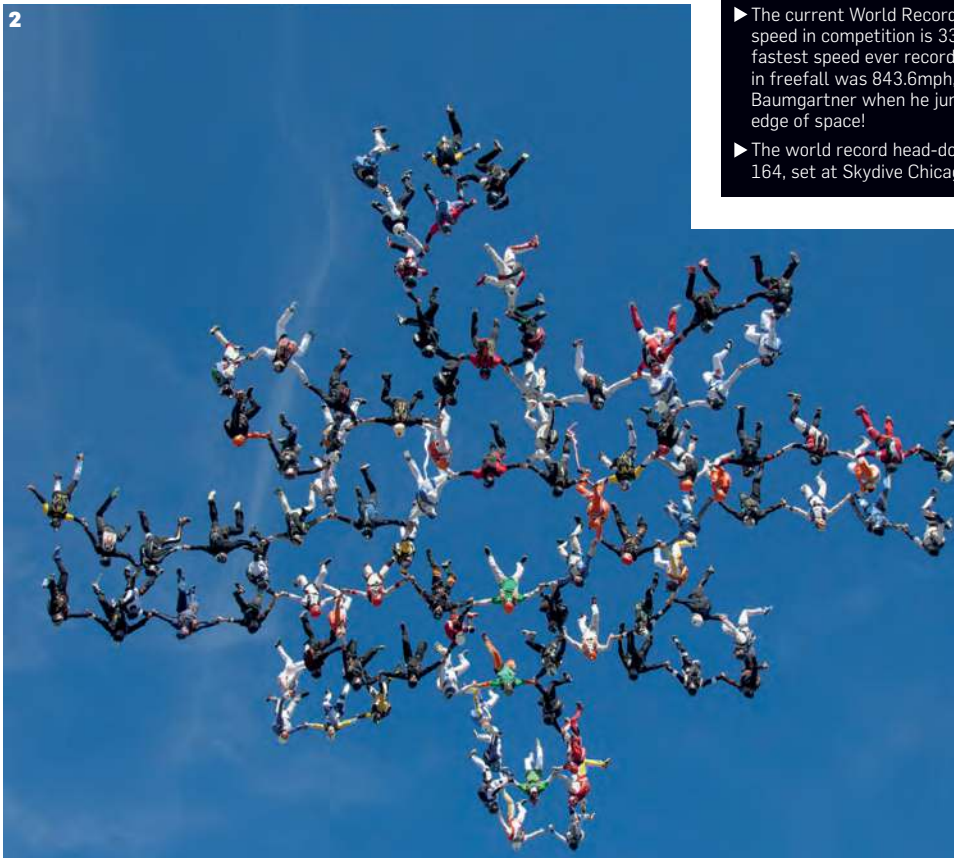 2
▶ The current World Record
speed in competition is 33
fastest speed ever record
in freefall was 843.6mph,
Baumgartner when he jur
edge of space!
▶ The world record head-do
164, set at Skydive Chicag